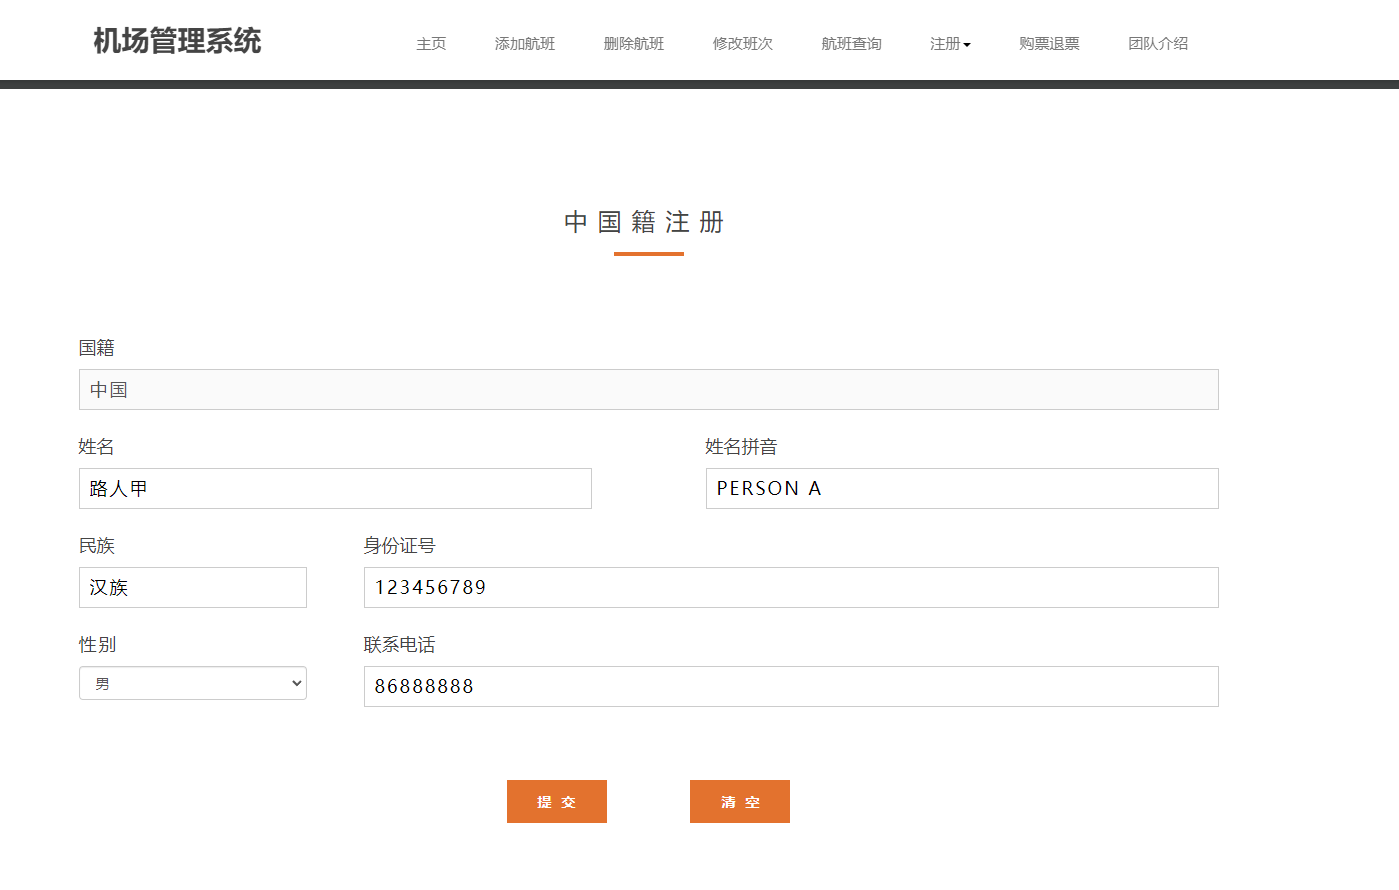 机场管理系统 主页 添加航班 删除航班 修改班次 航班查询 注册 购票退票 团队介绍
中国籍注册
国籍
中国
姓名 姓名拼音
路人甲 PERSON A
民族 身份证号
汉族 123456789
性别 联系电话
男 86888888
提交 清空